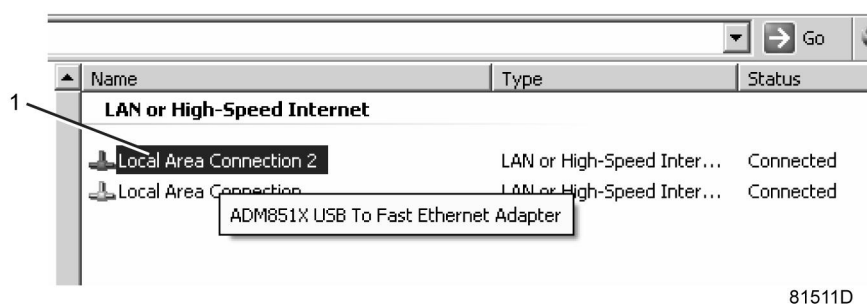 Go
Name Type Status
1
LAN or High-Speed Internet
Local Area Connection 2 LAN or High-Speed Inter... Connected
Local Area Connection LAN or High-Speed Inter... Connected
ADM851X USB To Fast Ethernet Adapter
81511D